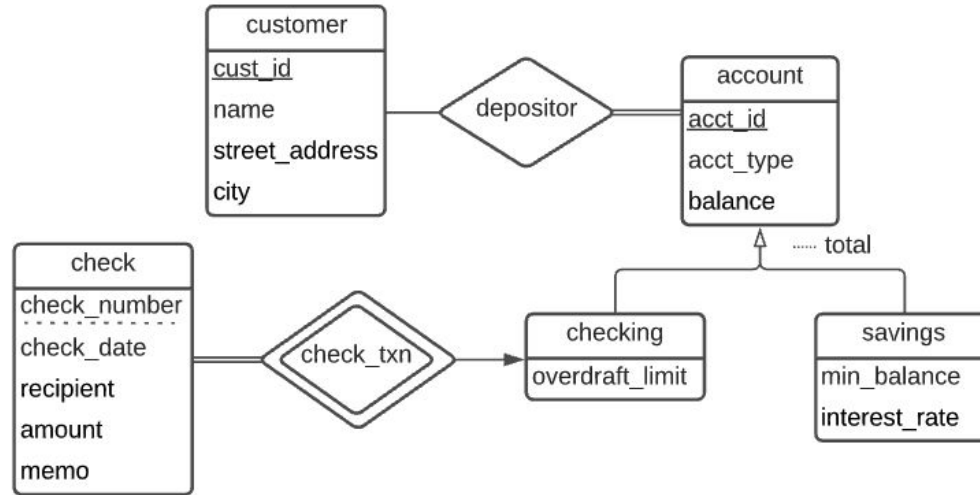 customer
cust_id
name
street_address
city
depositor
account
acct_id
acct_type
balance
...... total
check
check_number
check_date
recipient
amount
memo
check_txn
checking
overdraft_limit
savings
min_balance
interest_rate